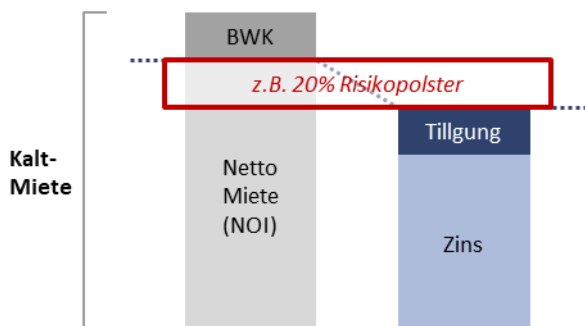 BWK
z.B. 20% Risikopolster
Tillgung
Kalt-
Miete
Netto
Miete
(NOI)
Zins